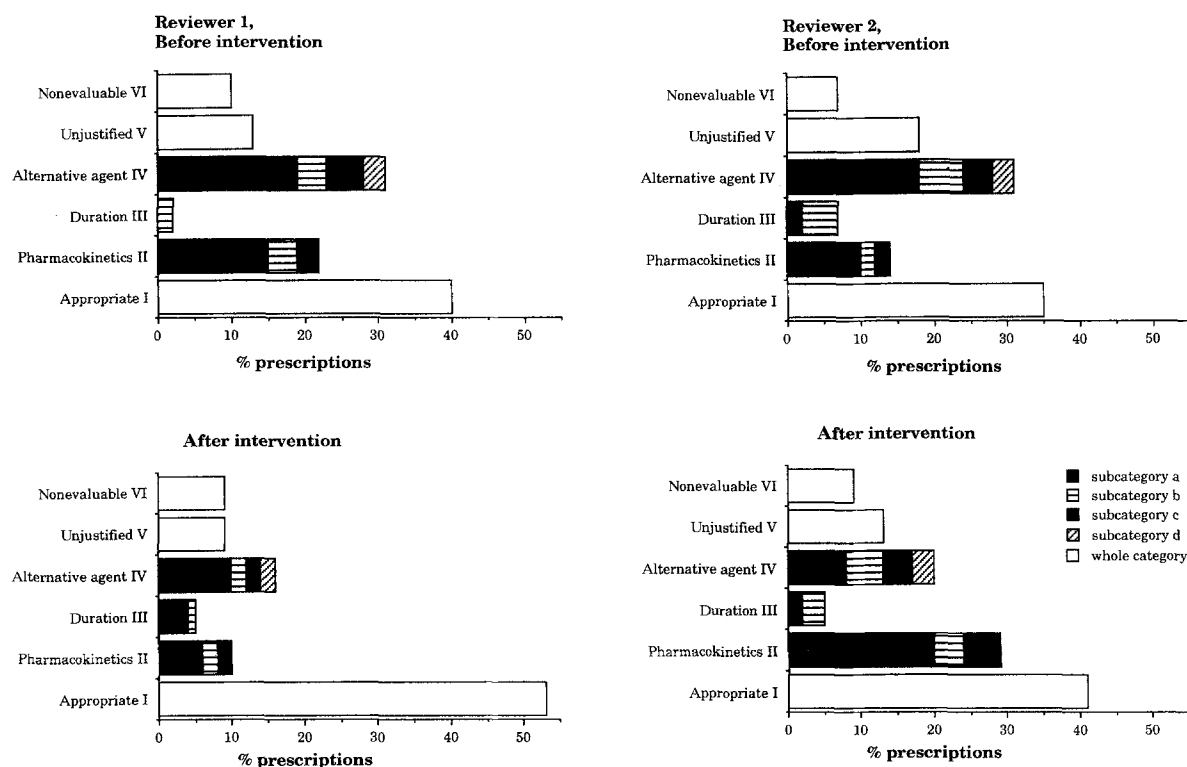 Reviewer 1,
Before intervention
Nonevaluable VI
Unjustified V
Alternative agent IV
Duration III
Pharmacokinetics II
Appropriate I
0 10 20 30 40 50
% prescriptions
Reviewer 2,
Before intervention
Nonevaluable VI
Unjustified V
Alternative agent IV
Duration III
Pharmacokinetics II
Appropriate I
0 10 20 30 40 50
% prescriptions
After intervention
Nonevaluable VI
Unjustified V
Alternative agent IV
Duration III
Pharmacokinetics II
Appropriate I
0 10 20 30 40 50
% prescriptions
After intervention
Nonevaluable VI
Unjustified V
Alternative agent IV
Duration III
Pharmacokinetics II
Appropriate I
0 10 20 30 40 50
% prescriptions
subcategory a
subcategory b
subcategory c
subcategory d
whole category